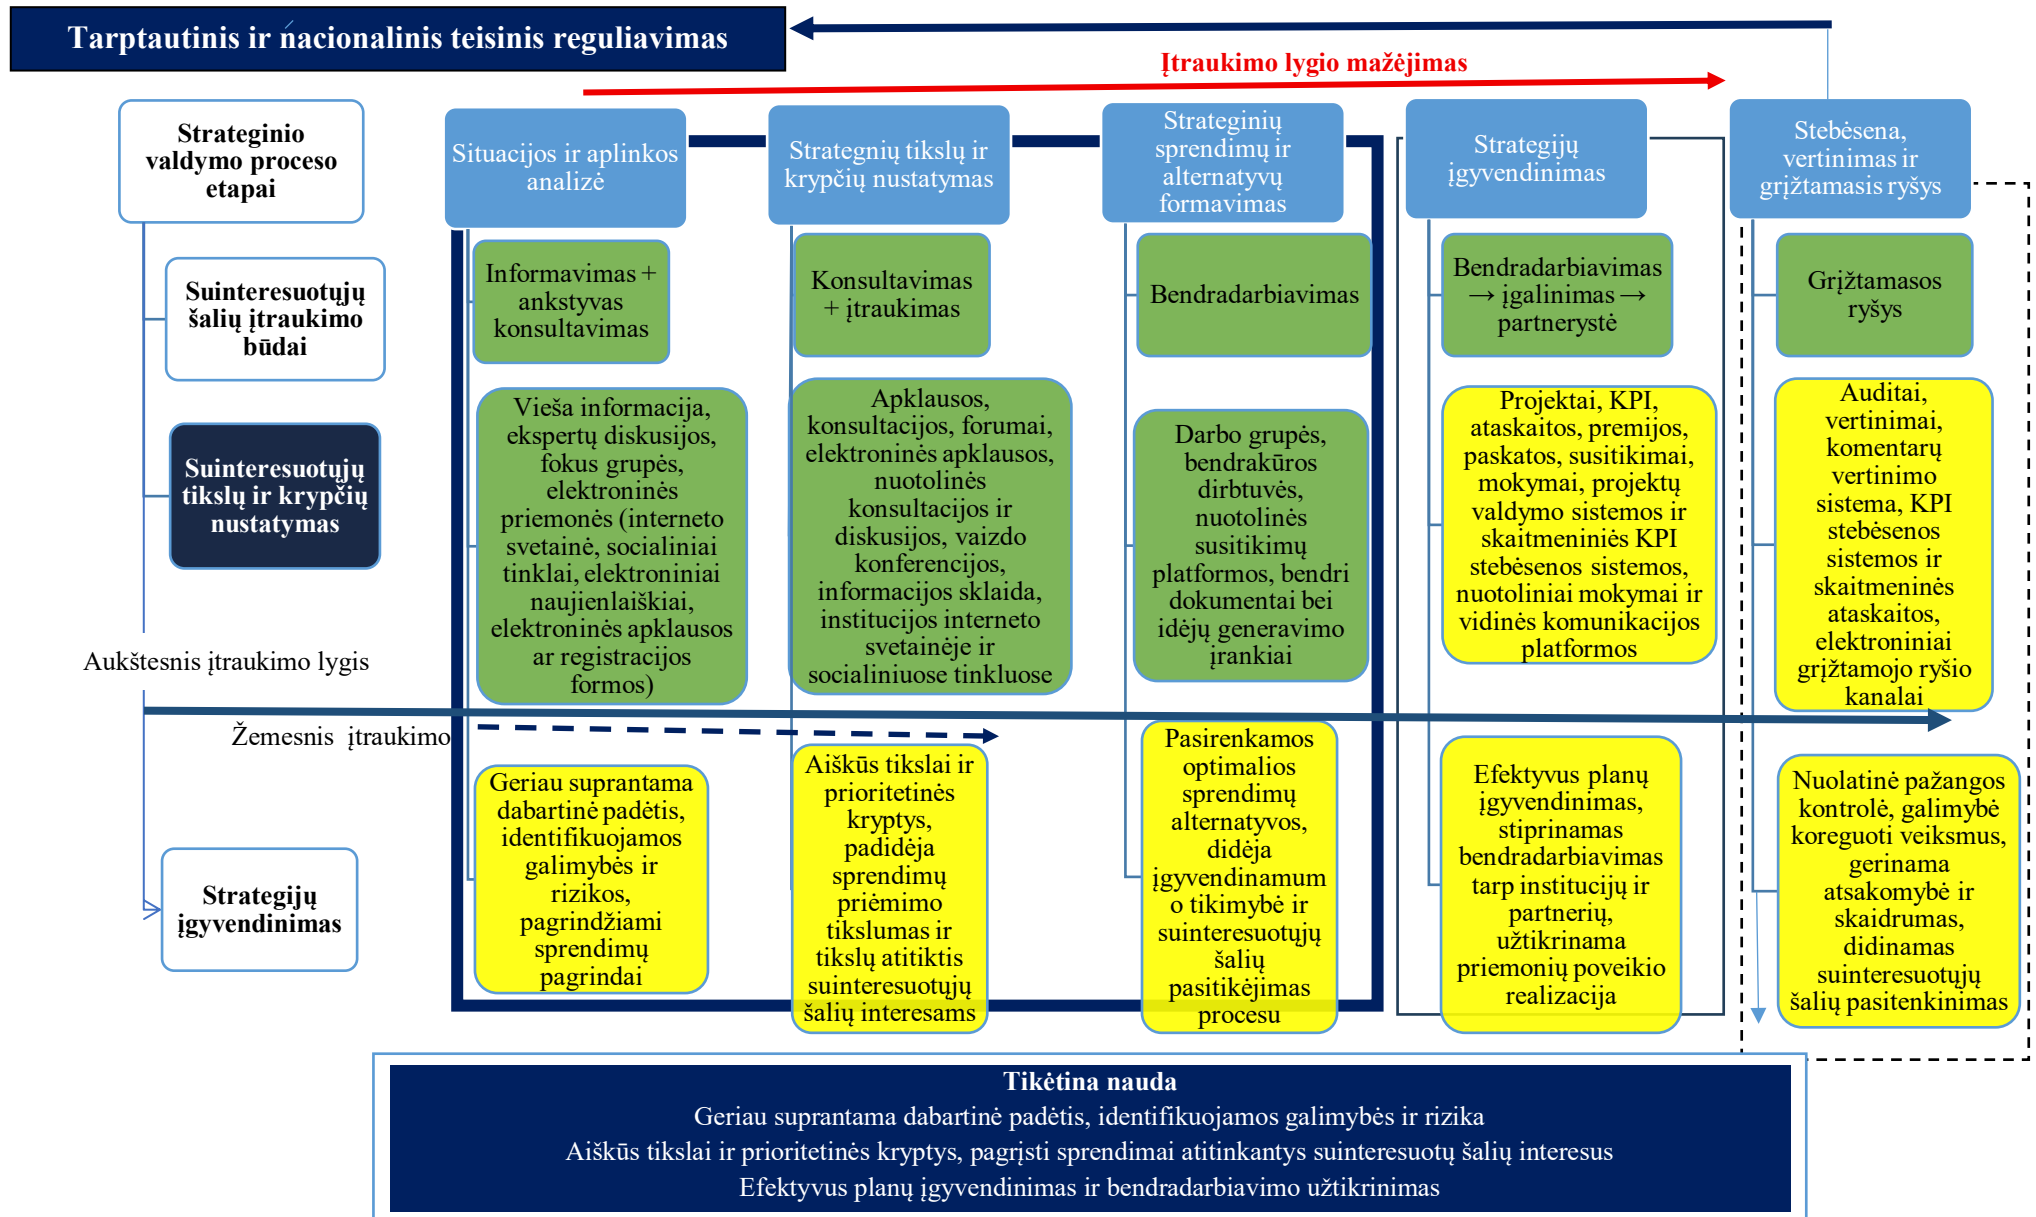 Tarptautinis ir nacionalinis teisinis reguliavimas
Įtraukimo lygio mažėjimas
Strateginio
valdymo proceso
etapai
Suinteresuotųjų
šalių įtraukimo
būdai
Suinteresuotųjų
tikslų ir krypčių
nustatymas
Aukštesnis įtraukimo lygis
Žemesnis įtraukimo
Strategijų
įgyvendinimas
Situacijos ir aplinkos
analizė
Informavimas +
ankstyvas
konsultavimas
Vieša informacija,
ekspertų diskusijos,
fokus grupės,
elektroninės
priemonės (interneto
svetainė, socialiniai
tinklai, elektroniniai
naujienlaiškiai,
elektroninės apklausos
ar registracijos
formos)
Geriau suprantama
dabartinė padėtis,
identifikuojamos
galimybės ir
rizikos,
pagrindžiami
sprendimų
pagrindai
Strategnių tikslų ir
krypčių nustatymas
Konsultavimas
+ įtraukimas
Apklausos,
konsultacijos, forumai,
elektroninės apklausos,
nuotolinės
konsultacijos ir
diskusijos, vaizdo
konferencijos,
informacijos sklaida,
institucijos interneto
svetainėje ir
socialiniuose tinkluose
Aiškūs tikslai ir
prioritetinės
kryptys,
padidėja
sprendimų
priėmimo
tikslumas ir
tikslų atitiktis
suinteresuotųjų
šalių interesams
Strateginių
sprendimų ir
alternatyvų
formavimas
Bendradarbiavimas
Darbo grupės,
bendrakūros
dirbtuvės,
nuotolinės
susitikimų
platformos, bendri
dokumentai bei
idėjų generavimo
įrankiai
Pasirenkamos
optimalios
sprendimų
alternatyvos,
didėja
įgyvendinamum
o tikimybė ir
suinteresuotųjų
šalių
pasitikėjimas
procesu
Strategijų
įgyvendinimas
Bendradarbiavimas
→ įgalinimas →
partnerystė
Projektai, KPI,
ataskaitos, premijos,
paskatos, susitikimai,
mokymai, projektų
valdymo sistemos ir
skaitmeniniės KPI
stebėsenos sistemos,
nuotoliniai mokymai ir
vidinės komunikacijos
platformos
Efektyvus planų
įgyvendinimas,
stiprinamas
bendradarbiavimas
tarp institucijų ir
partnerių,
užtikrinama
priemonių poveikio
realizacija
Stebėsena,
vertinimas ir
grįžtamasis ryšys
Grįžtamasos
ryšys
Auditai,
vertinimai,
komentarų
vertinimo
sistema, KPI
stebėsenos
sistemos ir
skaitmeninės
ataskaitos,
elektroniniai
grįžtamojo ryšio
kanalai
Nuolatinė pažangos
kontrolė, galimybė
koreguoti veiksmus,
gerinama
atsakomybė ir
skaidrumas,
didinamas
suinteresuotųjų
šalių pasitenkinimas
Tikėtina nauda
Geriau suprantama dabartinė padėtis, identifikuojamos galimybės ir rizika
Aiškūs tikslai ir prioritetinės kryptys, pagrįsti sprendimai atitinkantys suinteresuotų šalių interesus
Efektyvus planų įgyvendinimas ir bendradarbiavimo užtikrinimas